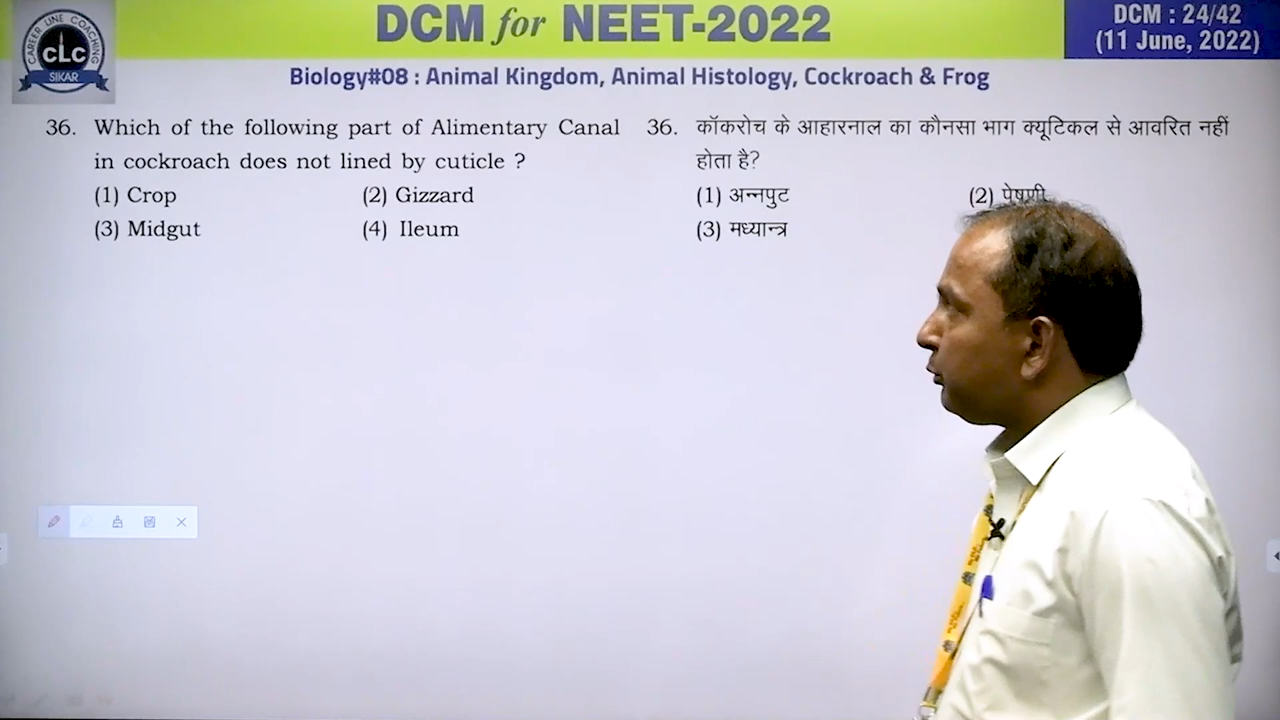 DCM for NEET-2022
DCM : 24/42
(11 June, 2022)
CAREER LINE COACHING
CLC
SIKAR
Biology#08 : Animal Kingdom, Animal Histology, Cockroach & Frog
36. Which of the following part of Alimentary Canal
in cockroach does not lined by cuticle ?
(1) Crop (2) Gizzard
(3) Midgut (4) Ileum
36. कॉकरोच के आहारनाल का कौनसा भाग क्यूटिकल से आवरित नहीं
होता है?
(1) अन्नपुट (2) पेषणी
(3) मध्यान्त्र